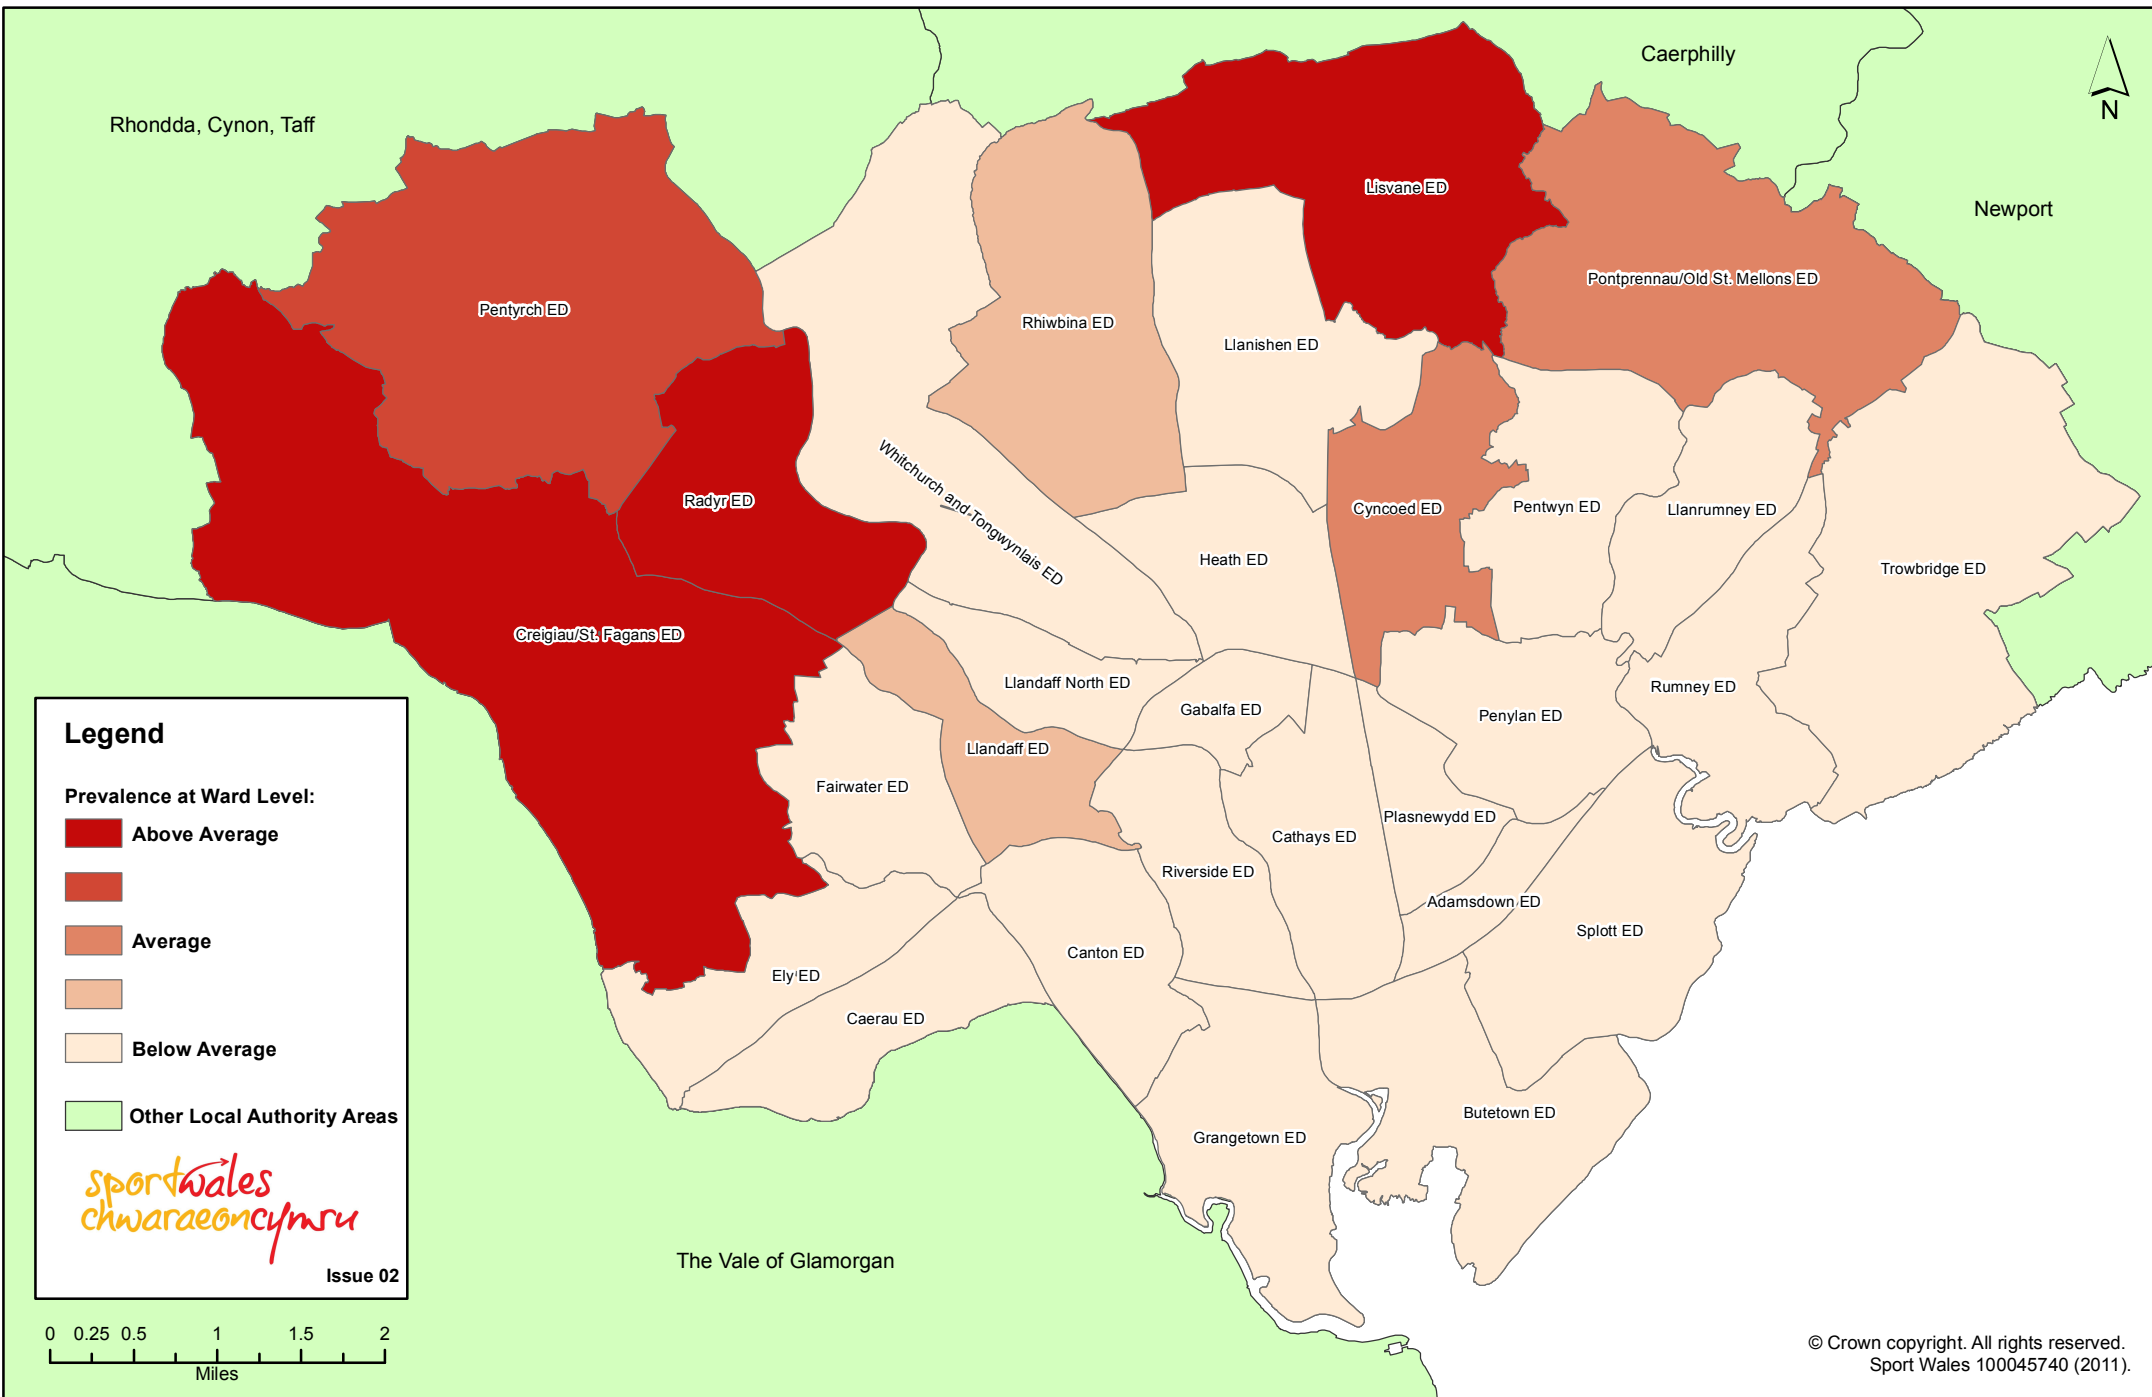 Caerphilly
Rhondda, Cynon, Taff
N
Newport
Lisvane ED
Pontprennau/Old St. Mellons ED
Pentyrch ED
Rhiwbina ED
Llanishen ED
Whitchurch and Tongwynlais ED
Radyr ED
Cyncoed ED
Pentwyn ED
Llanrumney ED
Heath ED
Trowbridge ED
Creigiau/St. Fagans ED
Llandaff North ED
Rumney ED
Gabalfa ED
Penylan ED
Llandaff ED
Fairwater ED
Plasnewydd ED
Cathays ED
Riverside ED
Adamsdown ED
Splott ED
Canton ED
Ely ED
Caerau ED
Butetown ED
Grangetown ED
The Vale of Glamorgan
Legend
Prevalence at Ward Level:
Above Average
Average
Below Average
Other Local Authority Areas
sportwales
chwaraeoncymru
Issue 02
0 0.25 0.5 1 1.5 2
Miles
© Crown copyright. All rights reserved.
Sport Wales 100045740 (2011).